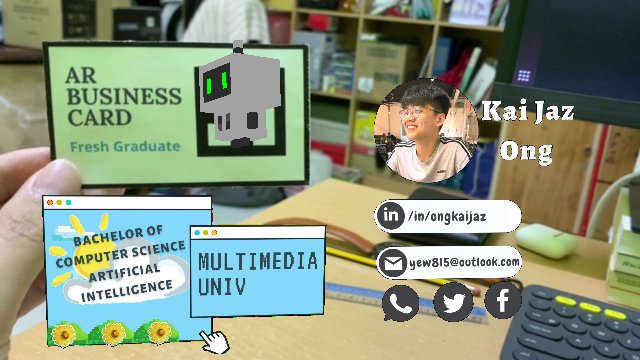 AR
BUSINESS
CARD
Fresh Graduate
Kai Jaz
Ong
in /in/ongkaijaz
yew815@outlook.com
BACHELOR OF
COMPUTER SCIENCE
ARTIFICIAL
INTELLIGENCE
MULTIMEDIA
UNIV